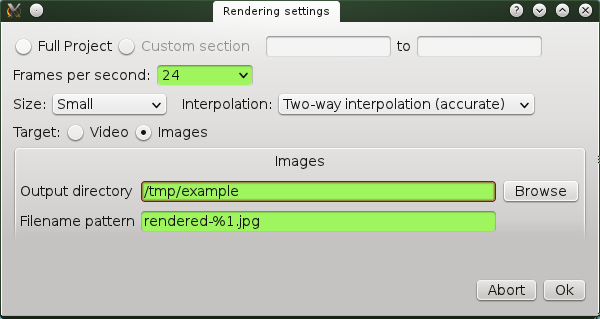 Rendering settings
Full Project Custom section to
Frames per second: 24
Size: Small Interpolation: Two-way interpolation (accurate)
Target: Video Images
Images
Output directory /tmp/example Browse
Filename pattern rendered-%1.jpg
Abort Ok